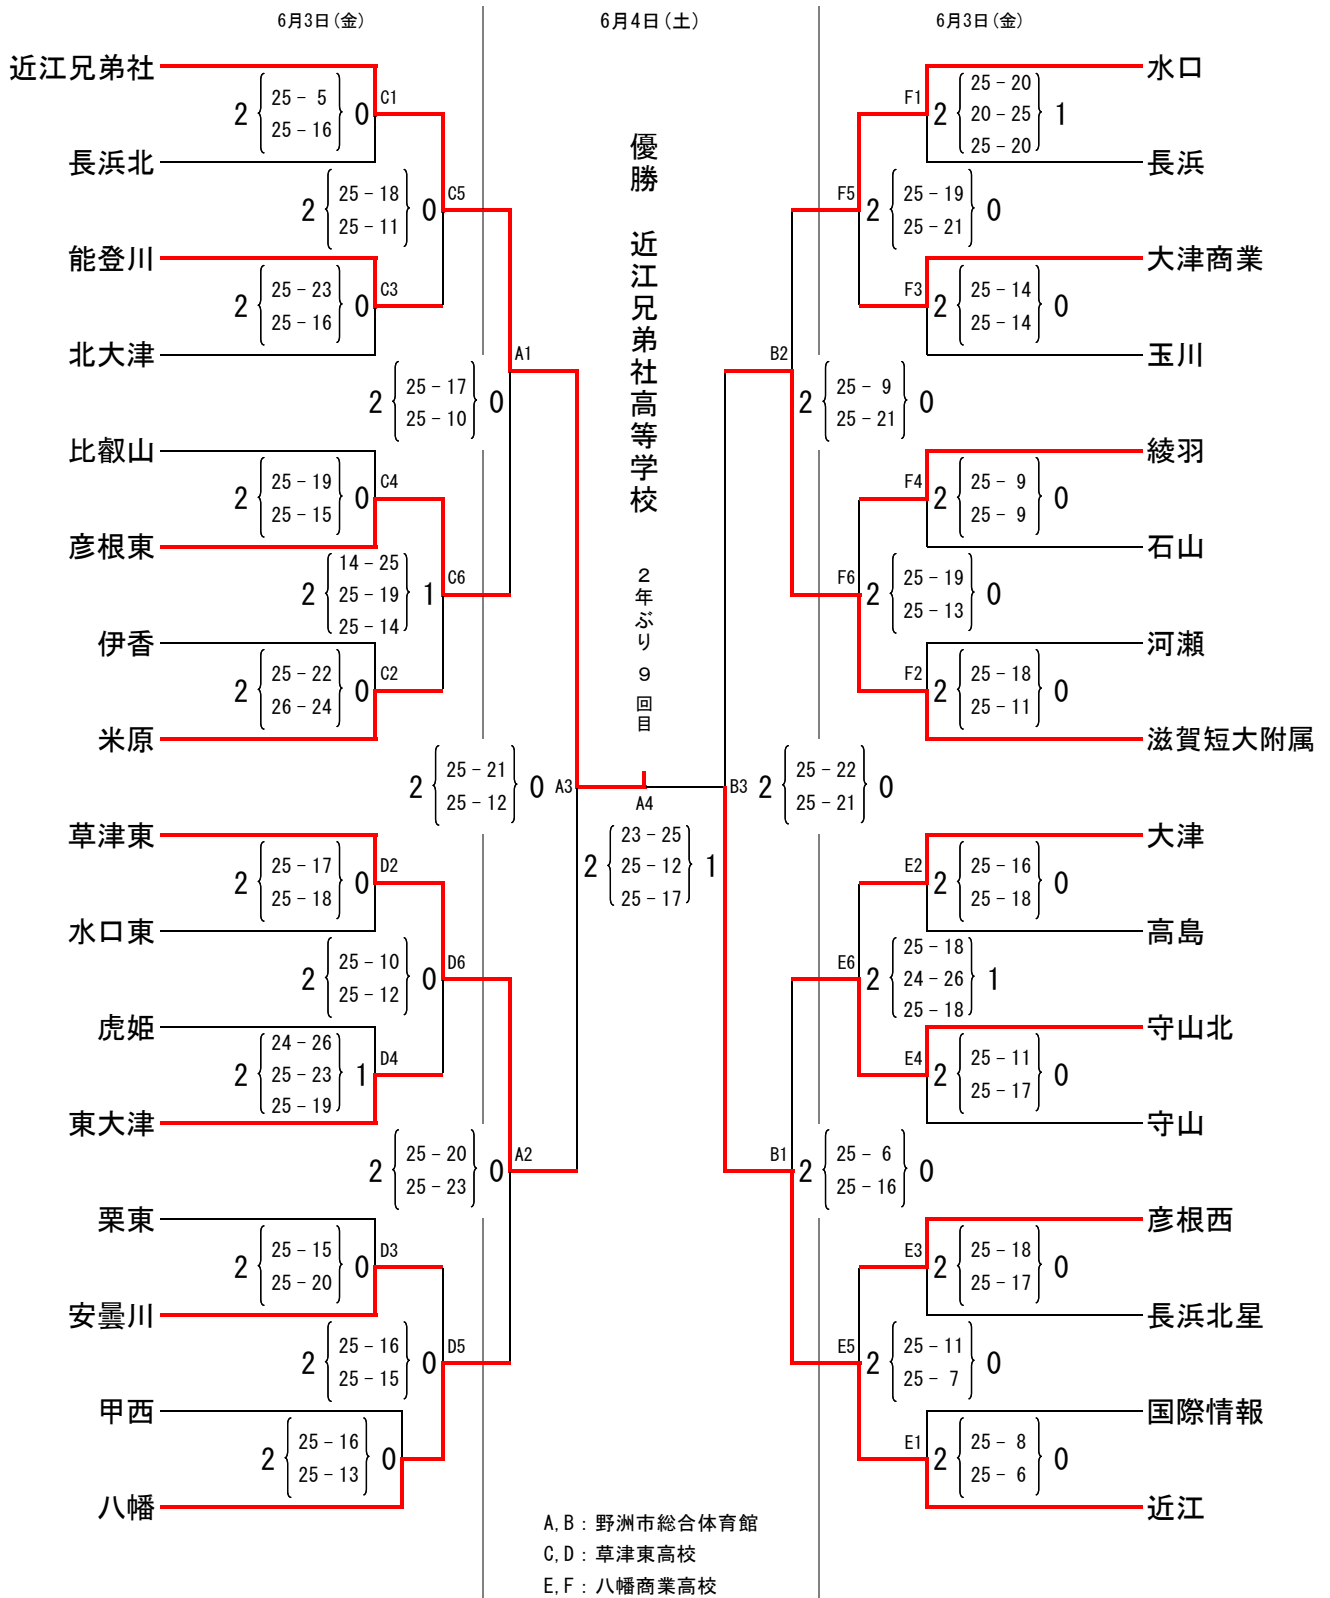 6月3日(金)
6月4日(土)
6月3日(金)
優勝 近江兄弟社高等学校
2年ぶり 9回目
近江兄弟社
2 25-5 0 C1
25-16
長浜北
2 25-18 0 C5
25-11
能登川
2 25-23 0 C3
25-16
北大津
A1
2 25-17 0
25-10
比叡山
2 25-19 0 C4
25-15
彦根東
14-25
2 25-19 1 C6
25-14
伊香
2 25-22 0 C2
26-24
米原
2 25-21 0 A3
25-12
草津東
2 25-17 0 D2
25-18
水口東
2 25-10 0 D6
25-12
虎姫
24-26
2 25-23 1 D4
25-19
東大津
2 25-20 0 A2
25-23
栗東
2 25-15 0 D3
25-20
安曇川
2 25-16 0 D5
25-15
甲西
2 25-16 0
25-13
八幡
A4
23-25
2 25-12 1
25-17
水口
F1 25-20
2 20-25 1
25-20
長浜
F5 2 25-19 0
25-21
大津商業
F3 2 25-14 0
25-14
玉川
B2
2 25-9 0
25-21
綾羽
F4 2 25-9 0
25-9
石山
F6 2 25-19 0
25-13
河瀬
F2 2 25-18 0
25-11
滋賀短大附属
B3 2 25-22 0
25-21
大津
E2 2 25-16 0
25-18
高島
25-18
E6 2 24-26 1
25-18
守山北
E4 2 25-11 0
25-17
守山
B1 2 25-6 0
25-16
彦根西
E3 2 25-18 0
25-17
長浜北星
E5 2 25-11 0
25-7
国際情報
E1 2 25-8 0
25-6
近江
A,B:野洲市総合体育館
C,D:草津東高校
E,F:八幡商業高校